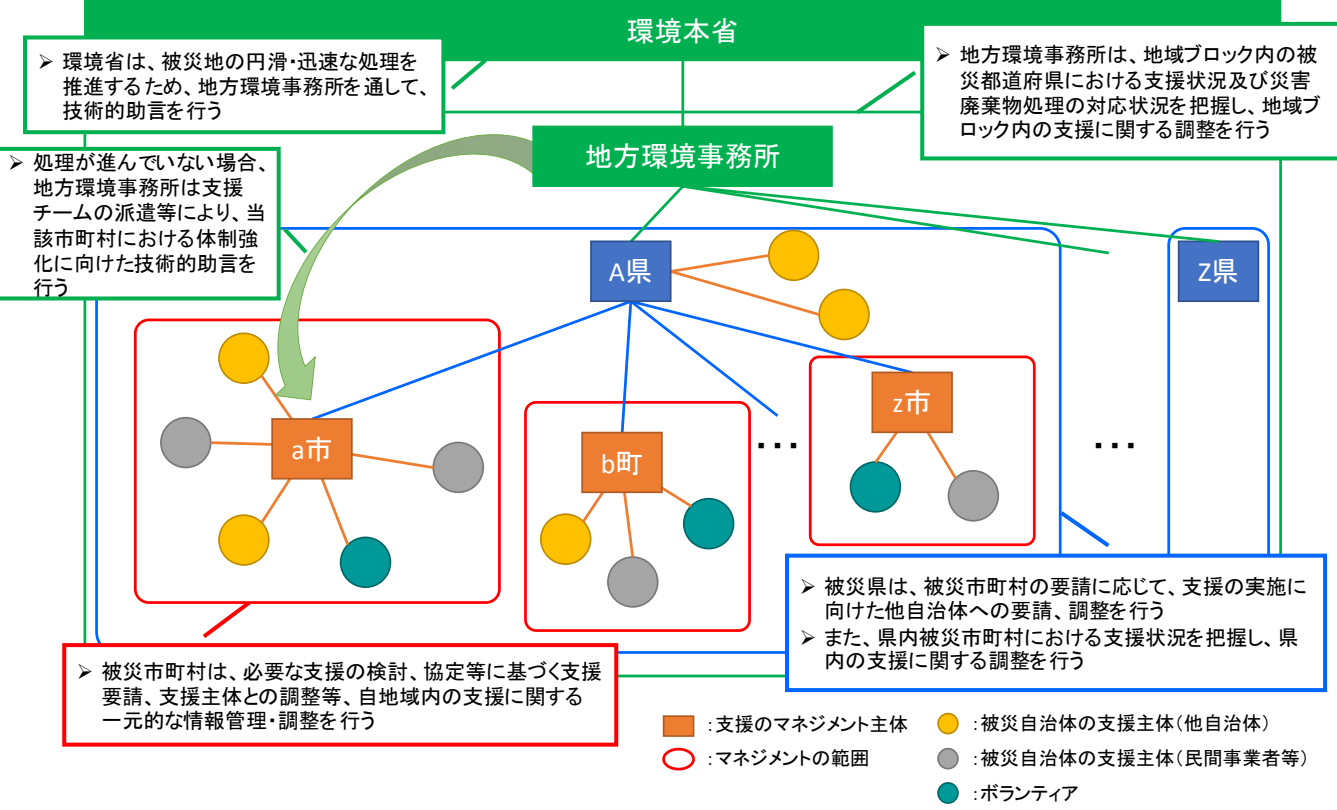 環境本省
➢ 環境省は、被災地の円滑・迅速な処理を
推進するため、地方環境事務所を通して、
技術的助言を行う
➢ 地方環境事務所は、地域ブロック内の被
災都道府県における支援状況及び災害
廃棄物処理の対応状況を把握し、地域ブ
ロック内の支援に関する調整を行う
地方環境事務所
➢ 処理が進んでいない場合、
地方環境事務所は支援
チームの派遣等により、当
該市町村における体制強
化に向けた技術的助言を
行う
A県
Z県
a市
b町
z市
…
…
➢ 被災県は、被災市町村の要請に応じて、支援の実施に
向けた他自治体への要請、調整を行う
➢ また、県内被災市町村における支援状況を把握し、県
内の支援に関する調整を行う
➢ 被災市町村は、必要な支援の検討、協定等に基づく支援
要請、支援主体との調整等、自地域内の支援に関する
一元的な情報管理・調整を行う
:支援のマネジメント主体
:マネジメントの範囲
:被災自治体の支援主体(他自治体)
:被災自治体の支援主体(民間事業者等)
:ボランティア